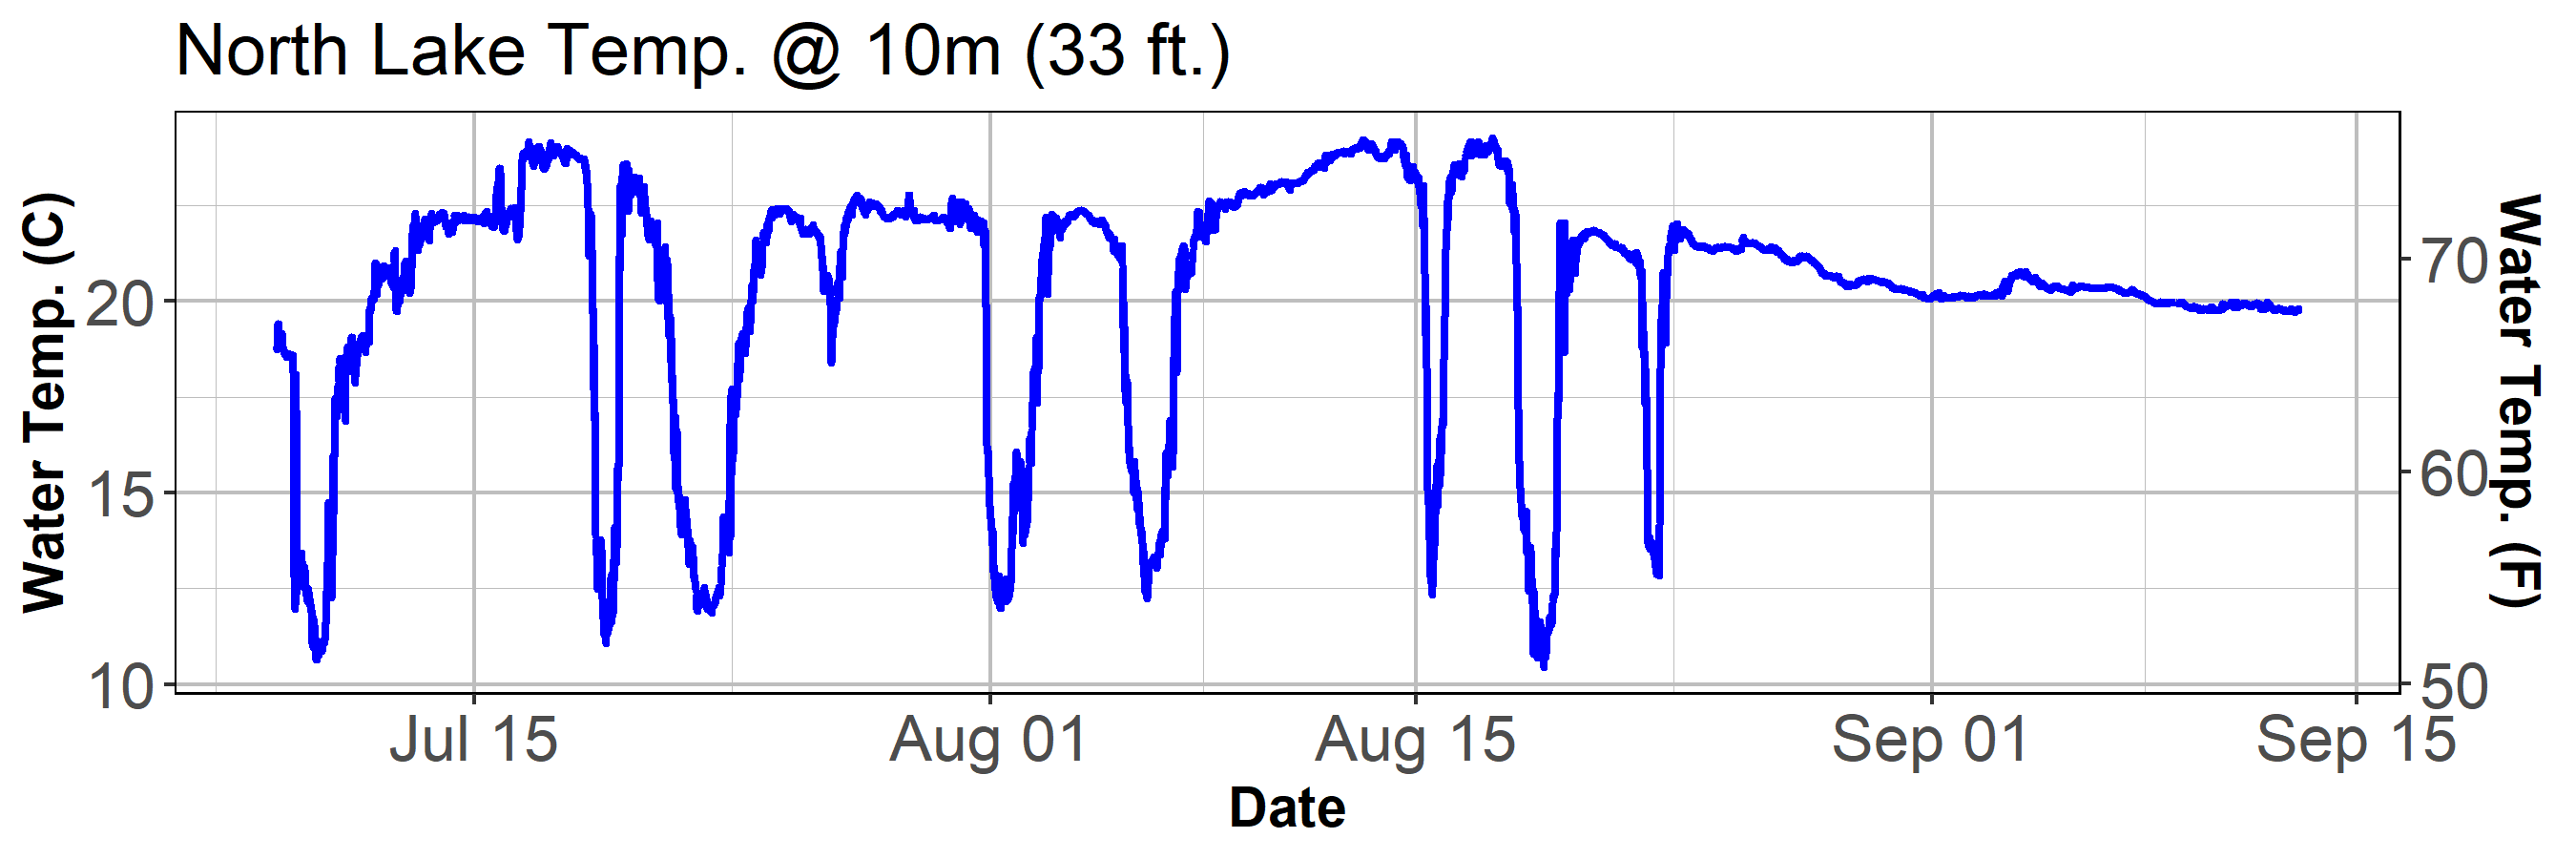 North Lake Temp. @ 10m (33 ft.)
Water Temp. (C)
20
15
10
70
60
50
Water Temp. (F)
Jul 15
Aug 01
Aug 15
Sep 01
Sep 15
Date